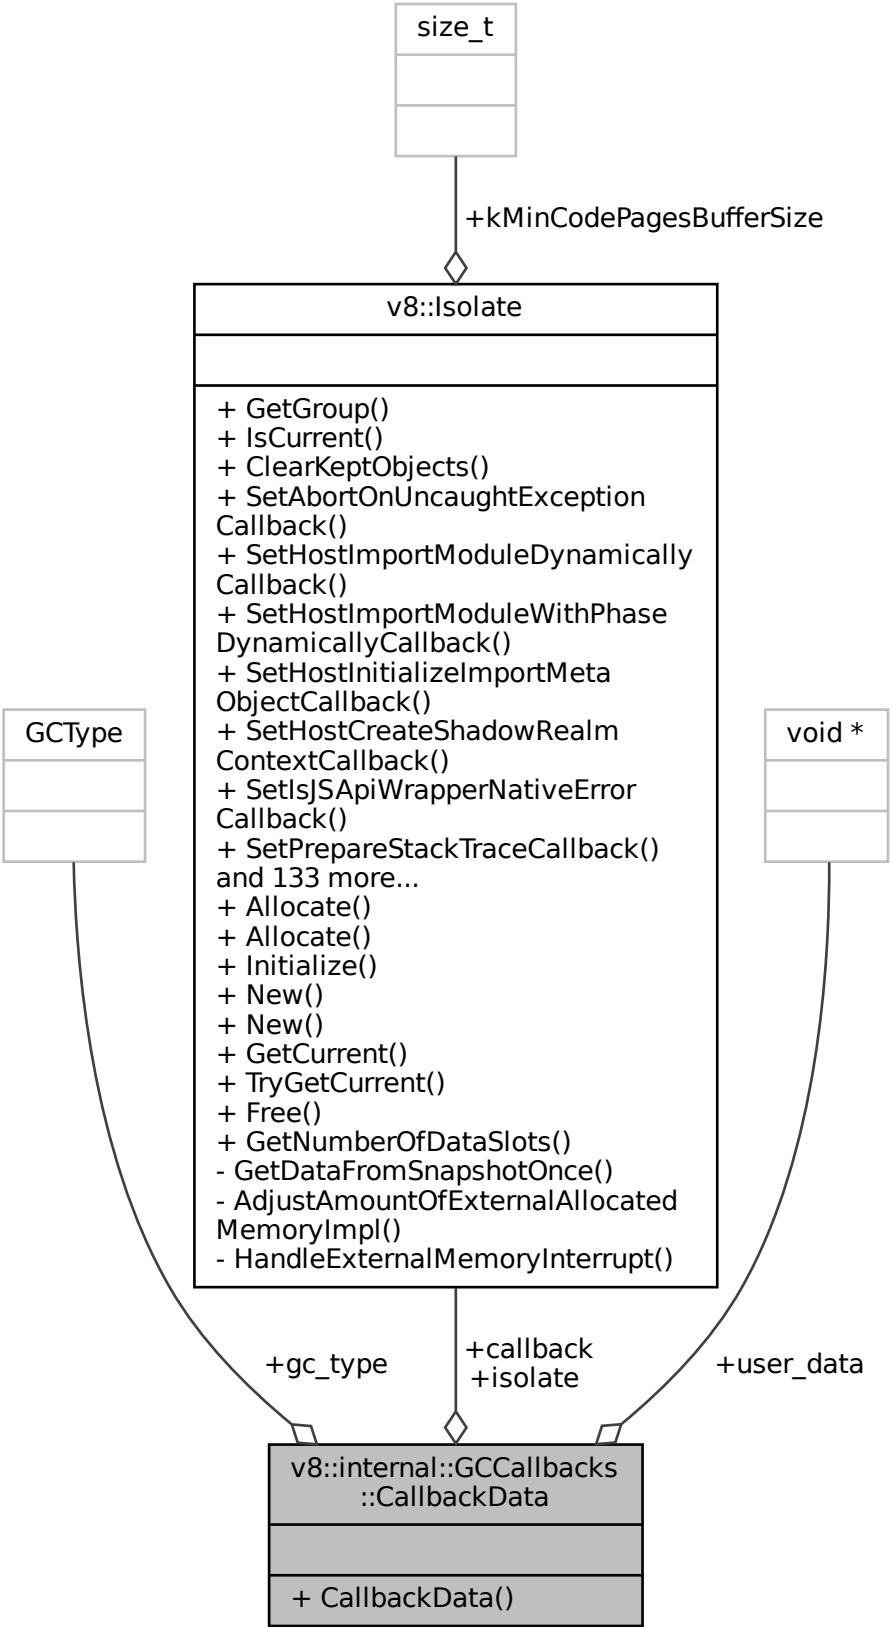 size_t
+kMinCodePagesBufferSize
v8::Isolate
+ GetGroup()
+ IsCurrent()
+ ClearKeptObjects()
+ SetAbortOnUncaughtException
Callback()
+ SetHostImportModuleDynamically
Callback()
+ SetHostImportModuleWithPhase
DynamicallyCallback()
+ SetHostInitializeImportMeta
ObjectCallback()
+ SetHostCreateShadowRealm
ContextCallback()
+ SetIsJSApiWrapperNativeError
Callback()
+ SetPrepareStackTraceCallback()
and 133 more...
+ Allocate()
+ Allocate()
+ Initialize()
+ New()
+ New()
+ GetCurrent()
+ TryGetCurrent()
+ Free()
+ GetNumberOfDataSlots()
- GetDataFromSnapshotOnce()
- AdjustAmountOfExternalAllocated
MemoryImpl()
- HandleExternalMemoryInterrupt()
GCType
void *
+gc_type
+callback
+isolate
+user_data
v8::internal::GCCallbacks
::CallbackData
+ CallbackData()